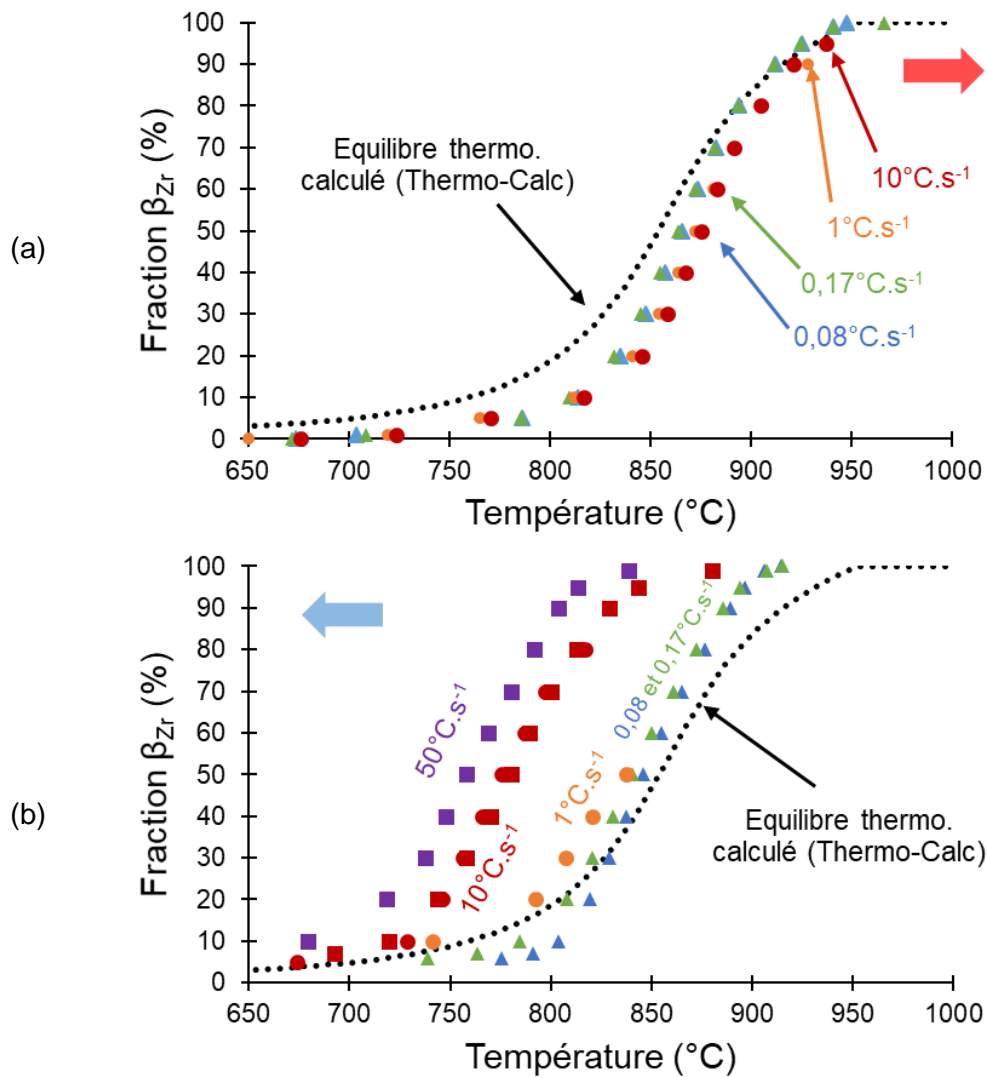 (a)
Fraction βZr (%)
100
90
80
70
60
50
40
30
20
10
0
Equilibre thermo.
calculé (Thermo-Calc)
10°C.s-1
1°C.s-1
0,17°C.s-1
0,08°C.s-1
650 700 750 800 850 900 950 1000
Température (°C)
(b)
Fraction βZr (%)
100
90
80
70
60
50
40
30
20
10
0
50°C.s-1
10°C.s-1
1°C.s-1
0,08 et 0,17°C.s-1
Equilibre thermo.
calculé (Thermo-Calc)
650 700 750 800 850 900 950 1000
Température (°C)